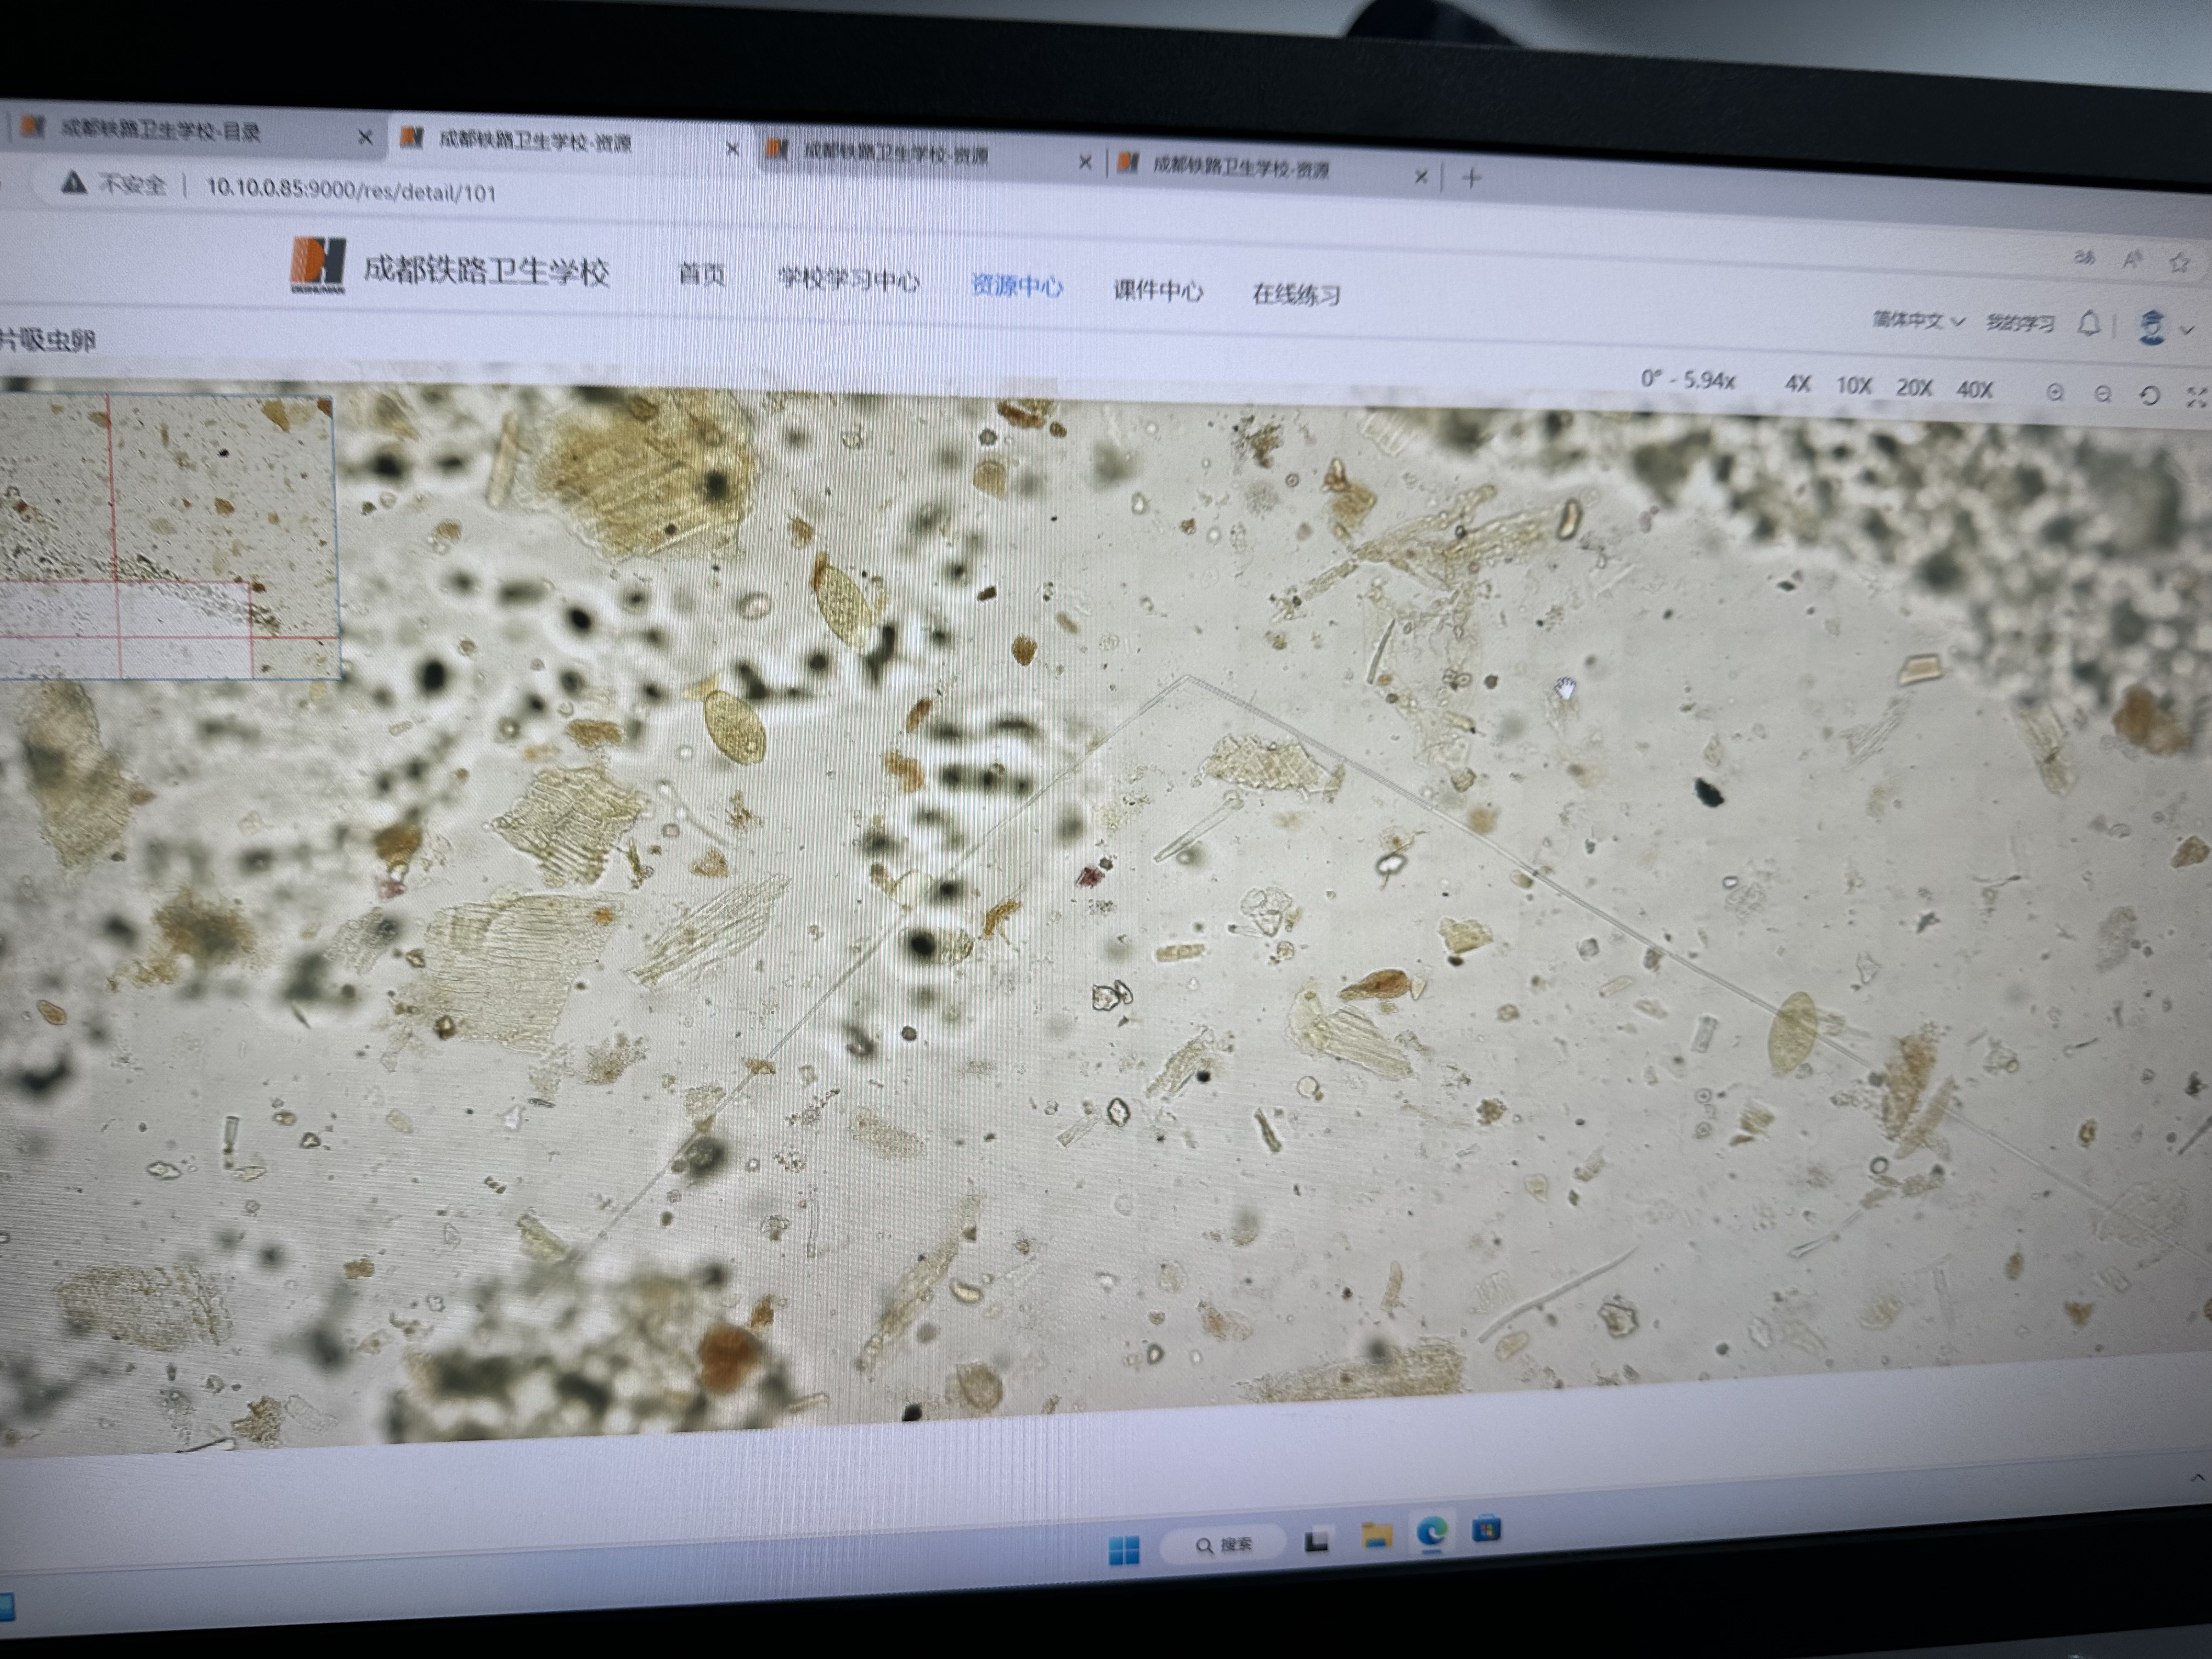 成都铁路卫生学校-目录
成都铁路卫生学校-资源
成都铁路卫生学校-资源
成都铁路卫生学校-资源
不安全 10.10.0.85:9000/res/detail/101
成都铁路卫生学校 首页 学校学习中心 资源中心 课件中心 在线练习
简体中文 我的学习
片吸虫卵
0° - 5.94x 4X 10X 20X 40X
搜索